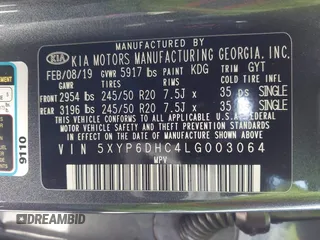 MANUFACTURED BY
KIA KIA MOTORS MANUFACTURING GEORGIA, INC.
FEB/08/19 GVWR 5917 lbs PAINT KDG TRIM GYT
GAWR TIRES RIMS COLD TIRE INFL
FRONT 2954 lbs 245/50 R20 7.5J x 35 psi SINGLE
REAR 3196 lbs 245/50 R20 7.5J x 35 psi SINGLE
THIS VEHICLE CONFORMS TO ALL APPLICABLE U.S. FEDERAL MOTOR VEHICLE
SAFETY, BUMPER, AND THEFT PREVENTION STANDARDS IN EFFECT ON THE DATE
OF MANUFACTURE SHOWN ABOVE.
VIN 5XYP6DHC4LG003064
MPV
9110
DREAMBID